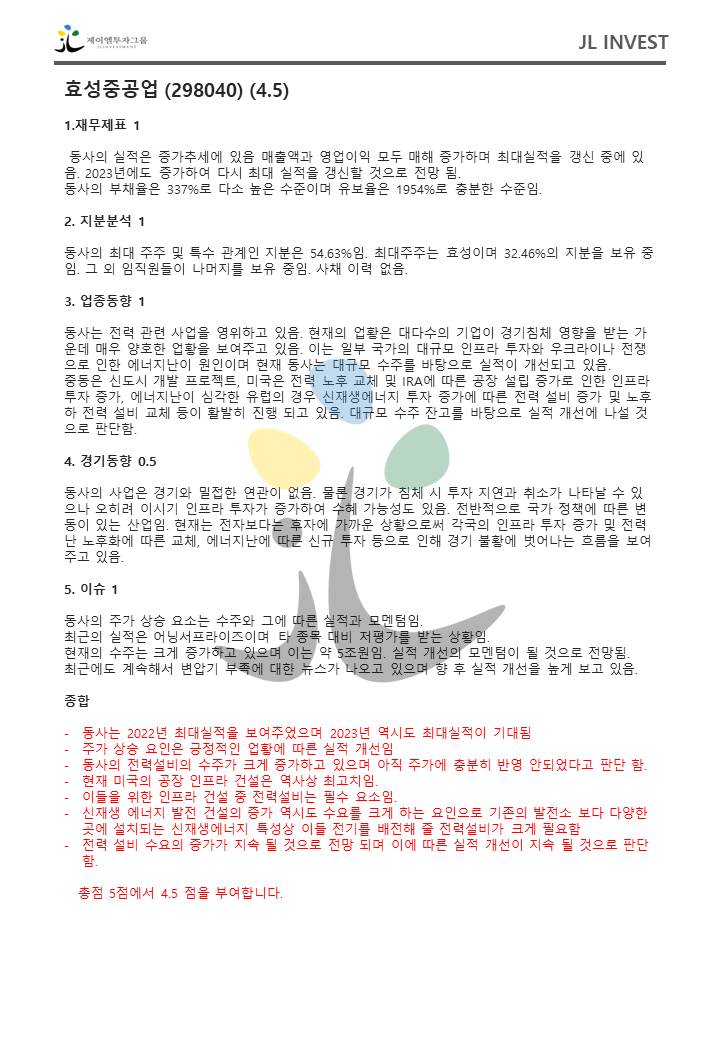 제이엘투자그룹
JL INVESTMENT
JL INVEST
효성중공업 (298040) (4.5)
1.재무제표 1
동사의 실적은 증가추세에 있음 매출액과 영업이익 모두 매해 증가하며 최대실적을 갱신 중에 있
음. 2023년에도 증가하여 다시 최대 실적을 갱신할 것으로 전망 됨.
동사의 부채율은 337%로 다소 높은 수준이며 유보율은 1954%로 충분한 수준임.
2. 지분분석 1
동사의 최대 주주 및 특수 관계인 지분은 54.63%임. 최대주주는 효성이며 32.46%의 지분을 보유 중
임. 그 외 임직원들이 나머지를 보유 중임. 사채 이력 없음.
3. 업종동향 1
동사는 전력 관련 사업을 영위하고 있음. 현재의 업황은 대다수의 기업이 경기침체 영향을 받는 가
운데 매우 양호한 업황을 보여주고 있음. 이는 일부 국가의 대규모 인프라 투자와 우크라이나 전쟁
으로 인한 에너지난이 원인이며 현재 동사는 대규모 수주를 바탕으로 실적이 개선되고 있음.
중동은 신도시 개발 프로젝트, 미국은 전력 노후 교체 및 IRA에 따른 공장 설립 증가로 인한 인프라
투자 증가, 에너지난이 심각한 유럽의 경우 신재생에너지 투자 증가에 따른 전력 설비 증가 및 노후
하 전력 설비 교체 등이 활발히 진행 되고 있음. 대규모 수주 잔고를 바탕으로 실적 개선에 나설 것
으로 판단함.
4. 경기동향 0.5
동사의 사업은 경기와 밀접한 연관이 없음. 물론 경기가 침체 시 투자 지연과 취소가 나타날 수 있
으나 오히려 이시기 인프라 투자가 증가하여 수혜 가능성도 있음. 전반적으로 국가 정책에 따른 변
동이 있는 산업임. 현재는 전자보다는 후자에 가까운 상황으로써 각국의 인프라 투자 증가 및 전력
난 노후화에 따른 교체, 에너지난에 따른 신규 투자 등으로 인해 경기 불황에 벗어나는 흐름을 보여
주고 있음.
5. 이슈 1
동사의 주가 상승 요소는 수주와 그에 따른 실적과 모멘텀임.
최근의 실적은 어닝서프라이즈이며 타 종목 대비 저평가를 받는 상황임.
현재의 수주는 크게 증가하고 있으며 이는 약 5조원임. 실적 개선의 모멘텀이 될 것으로 전망됨.
최근에도 계속해서 변압기 부족에 대한 뉴스가 나오고 있으며 향 후 실적 개선을 높게 보고 있음.
종합
- 동사는 2022년 최대실적을 보여주었으며 2023년 역시도 최대실적이 기대됨
- 주가 상승 요인은 긍정적인 업황에 따른 실적 개선임
- 동사의 전력설비의 수주가 크게 증가하고 있으며 아직 주가에 충분히 반영 안되었다고 판단 함.
- 현재 미국의 공장 인프라 건설은 역사상 최고치임.
- 이들을 위한 인프라 건설 중 전력설비는 필수 요소임.
- 신재생 에너지 발전 건설의 증가 역시도 수요를 크게 하는 요인으로 기존의 발전소 보다 다양한
곳에 설치되는 신재생에너지 특성상 이들 전기를 배전해 줄 전력설비가 크게 필요함
- 전력 설비 수요의 증가가 지속 될 것으로 전망 되며 이에 따른 실적 개선이 지속 될 것으로 판단
함.
총점 5점에서 4.5 점을 부여합니다.